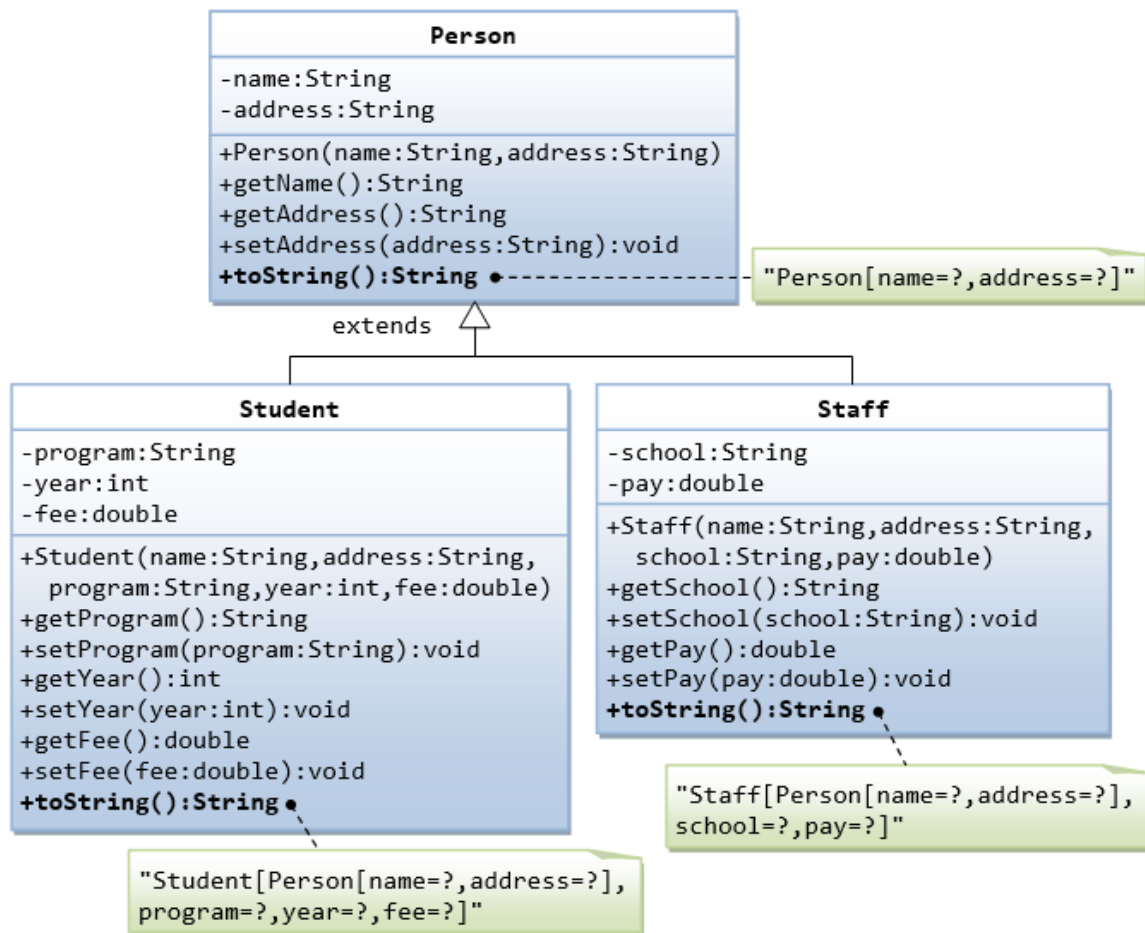 Person
-name:String
-address:String
+Person(name:String,address:String)
+getName():String
+getAddress():String
+setAddress(address:String):void
+toString():String
"Person[name=?,address=?]"
extends
Student
-program:String
-year:int
-fee:double
+Student(name:String,address:String,
program:String,year:int,fee:double)
+getProgram():String
+setProgram(program:String):void
+getYear():int
+setYear(year:int):void
+getFee():double
+setFee(fee:double):void
+toString():String
"Student[Person[name=?,address=?],
program=?,year=?,fee=?]"
Staff
-school:String
-pay:double
+Staff(name:String,address:String,
school:String,pay:double)
+getSchool():String
+setSchool(school:String):void
+getPay():double
+setPay(pay:double):void
+toString():String
"Staff[Person[name=?,address=?],
school=?,pay=?]"